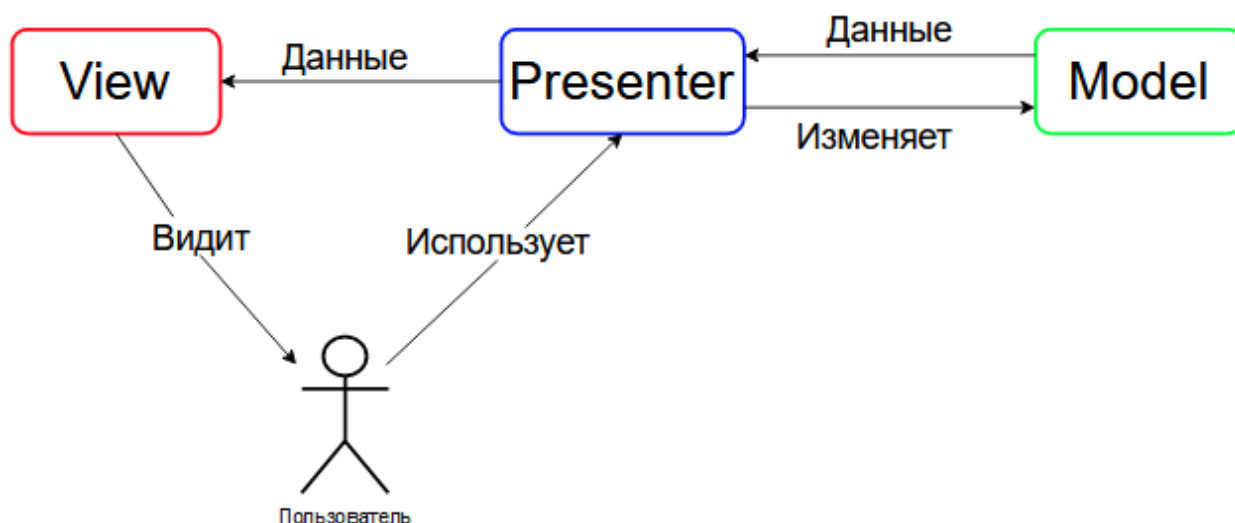 View
Данные
Presenter
Данные
Изменяет
Model
Видит
Использует
Пользователь